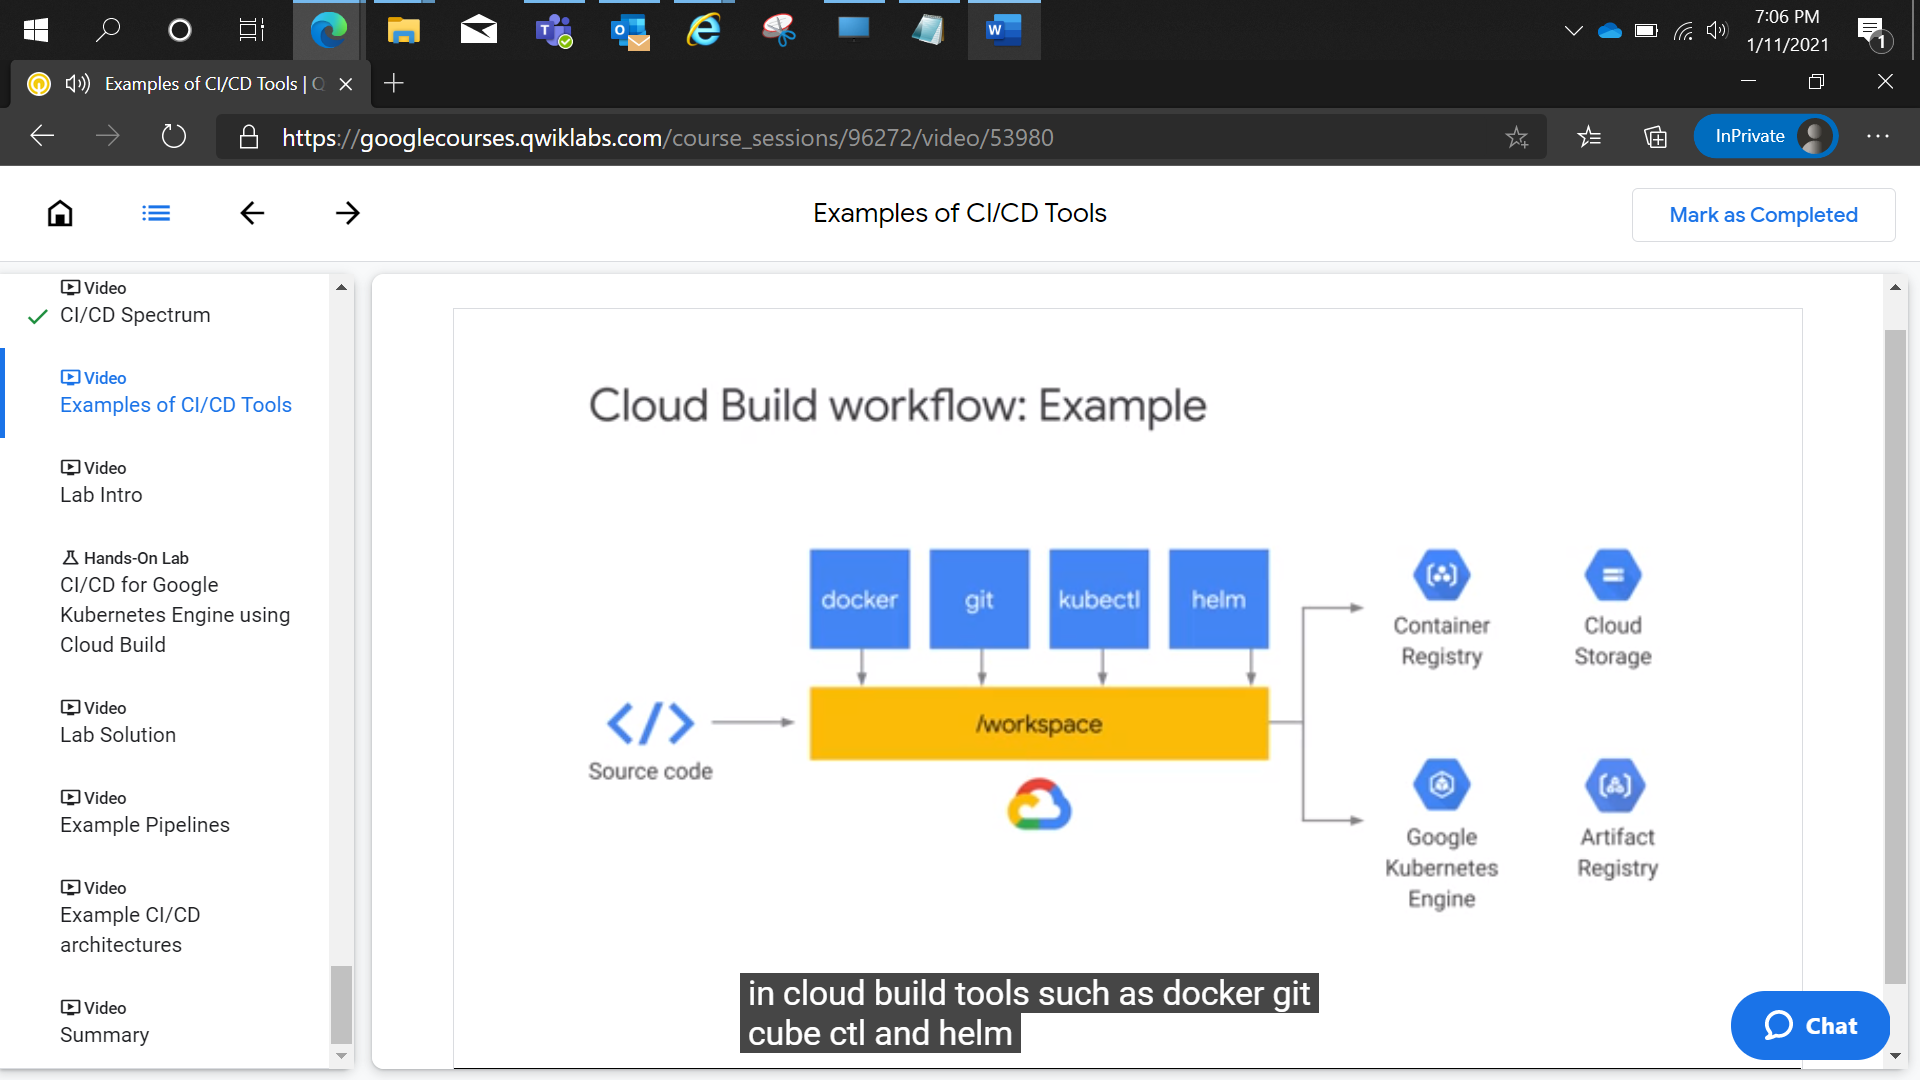 7:06 PM
1/11/2021
1
Examples of CI/CD Tools | Q
https://googlecourses.qwiklabs.com/course_sessions/96272/video/53980
InPrivate
Examples of CI/CD Tools
Mark as Completed
Video
CI/CD Spectrum
Video
Examples of CI/CD Tools
Video
Lab Intro
Hands-On Lab
CI/CD for Google
Kubernetes Engine using
Cloud Build
Video
Lab Solution
Video
Example Pipelines
Video
Example CI/CD
architectures
Video
Summary
Cloud Build workflow: Example
docker
git
kubectl
helm
/workspace
Source code
Container
Registry
Cloud
Storage
Google
Kubernetes
Engine
Artifact
Registry
in cloud build tools such as docker git
cube ctl and helm
Chat